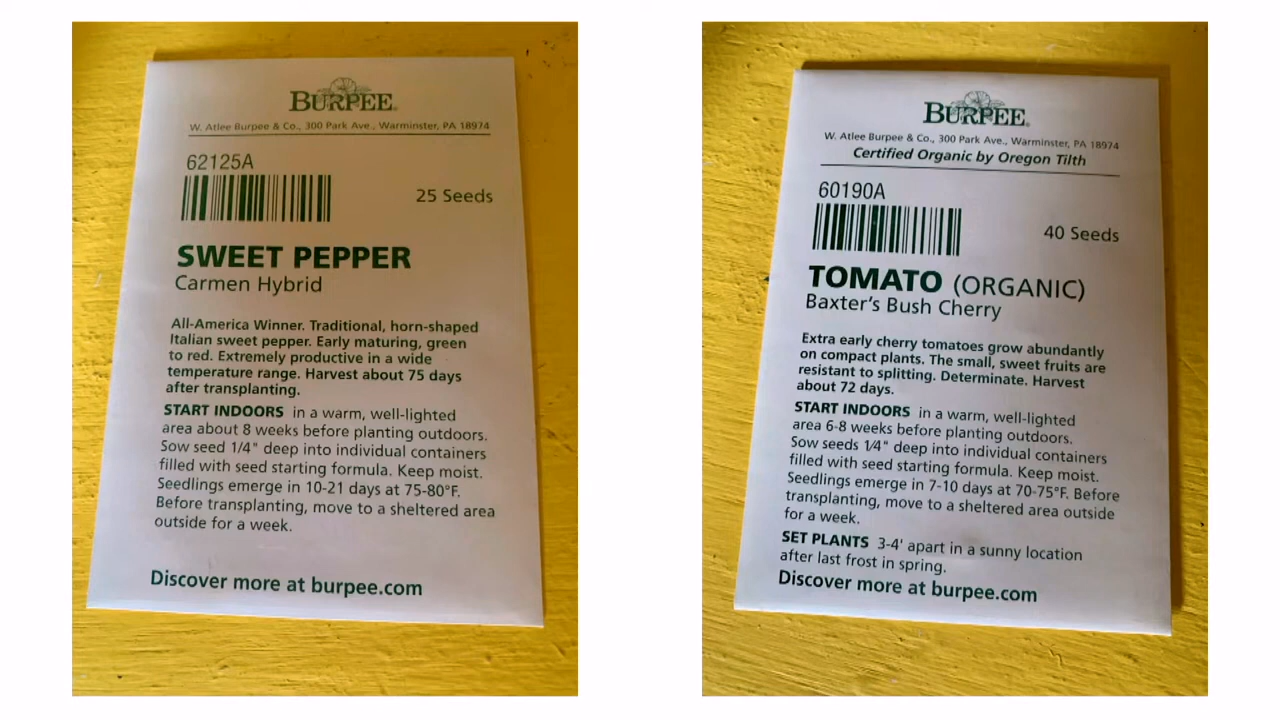 BURPEE®
W. Atlee Burpee & Co., 300 Park Ave., Warminster, PA 18974
62125A
25 Seeds
SWEET PEPPER
Carmen Hybrid
All-America Winner. Traditional, horn-shaped
Italian sweet pepper. Early maturing, green
to red. Extremely productive in a wide
temperature range. Harvest about 75 days
after transplanting.
START INDOORS in a warm, well-lighted
area about 8 weeks before planting outdoors.
Sow seed 1/4" deep into individual containers
filled with seed starting formula. Keep moist.
Seedlings emerge in 10-21 days at 75-80°F.
Before transplanting, move to a sheltered area
outside for a week.
Discover more at burpee.com
BURPEE®
W. Atlee Burpee & Co., 300 Park Ave., Warminster, PA 18974
Certified Organic by Oregon Tilth
60190A
40 Seeds
TOMATO (ORGANIC)
Baxter's Bush Cherry
Extra early cherry tomatoes grow abundantly
on compact plants. The small, sweet fruits are
resistant to splitting. Determinate. Harvest
about 72 days.
START INDOORS in a warm, well-lighted
area 6-8 weeks before planting outdoors.
Sow seeds 1/4" deep into individual containers
filled with seed starting formula. Keep moist.
Seedlings emerge in 7-10 days at 70-75°F. Before
transplanting, move to a sheltered area outside
for a week.
SET PLANTS 3-4' apart in a sunny location
after last frost in spring.
Discover more at burpee.com